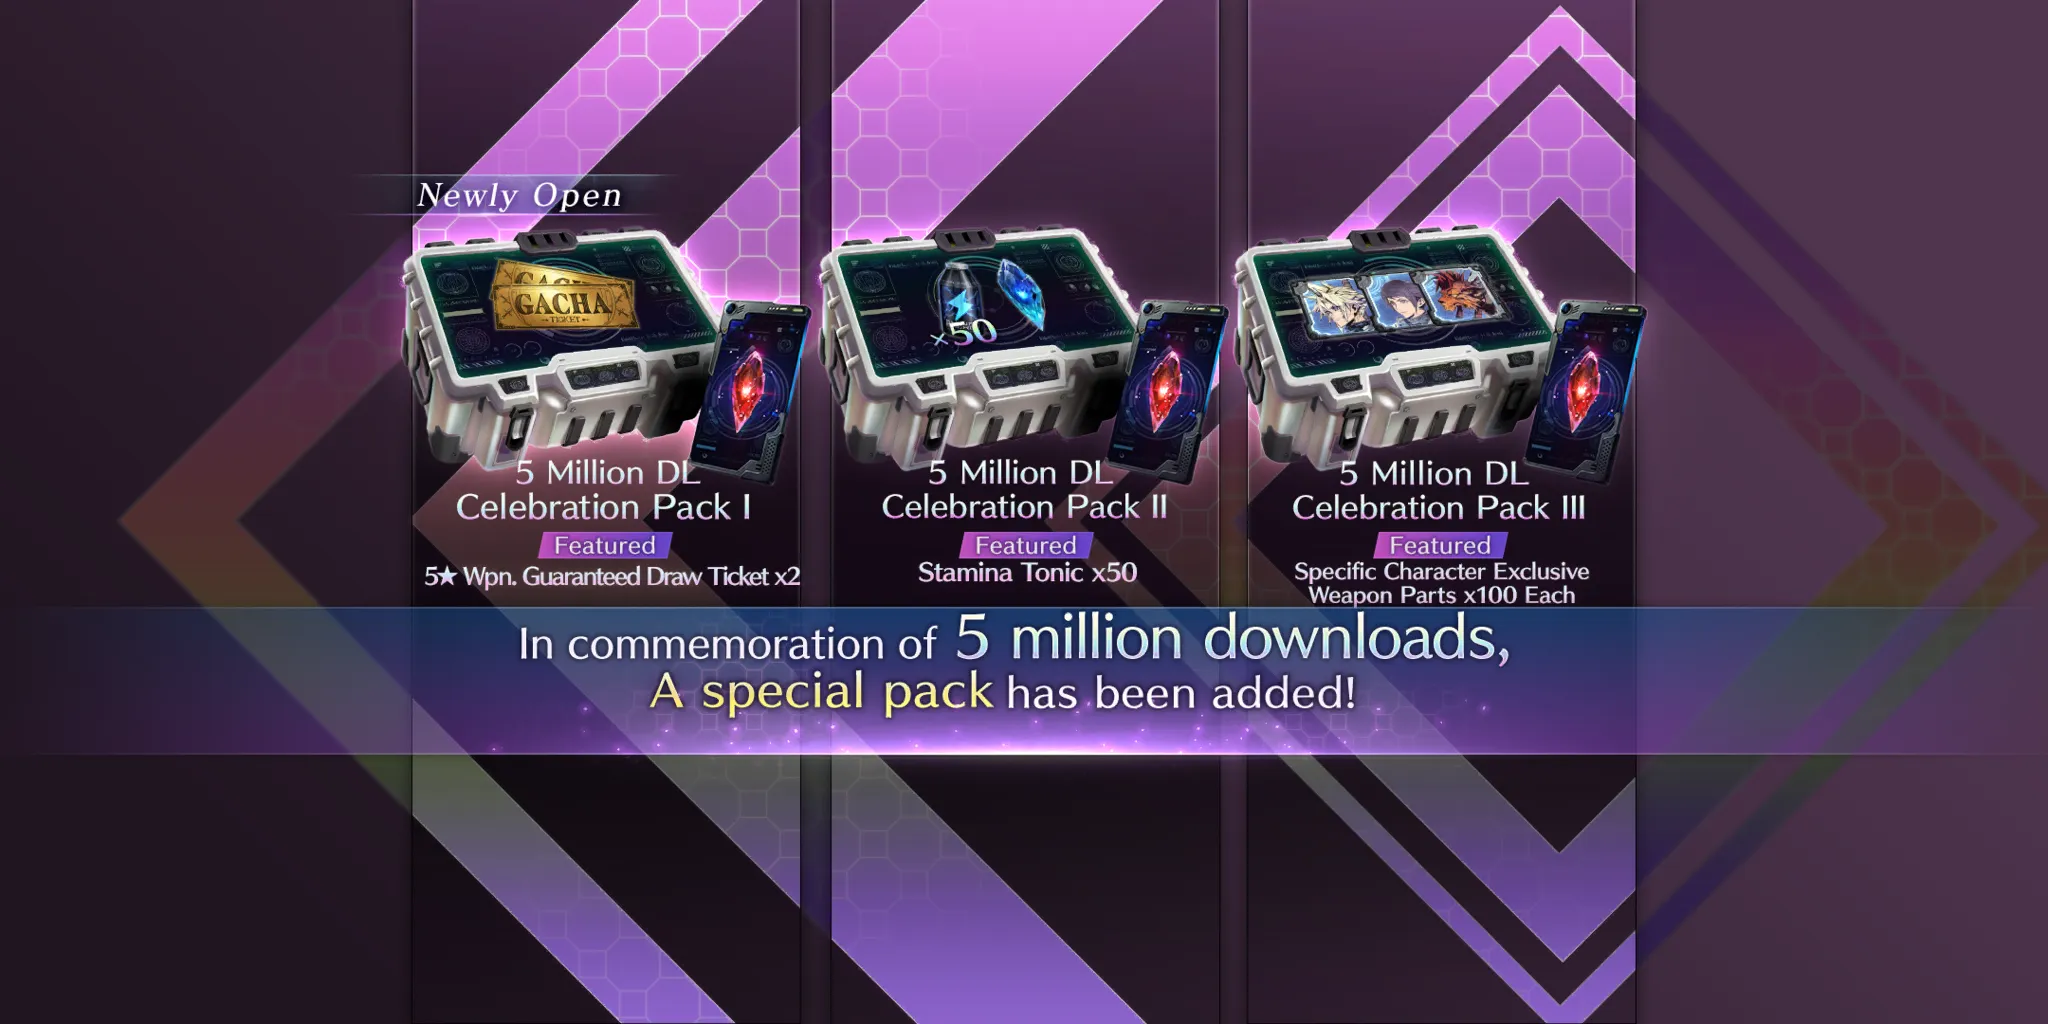 Newly Open
GACHA
GACHA
TICKET
×50
5 Million DL
Celebration Pack I
Featured
5★ Wpn. Guaranteed Draw Ticket x2
5 Million DL
Celebration Pack II
Featured
Stamina Tonic x50
5 Million DL
Celebration Pack III
Featured
Specific Character Exclusive
Weapon Parts x100 Each
In commemoration of 5 million downloads,
A special pack has been added!